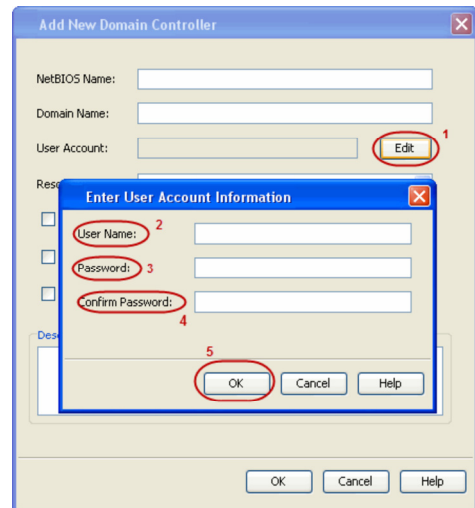 Add New Domain Controller
NetBIOS Name:
Domain Name:
User Account:
Edit
1
Enter User Account Information
User Name:
2
Password:
3
Confirm Password:
4
5
OK Cancel Help
OK Cancel Help